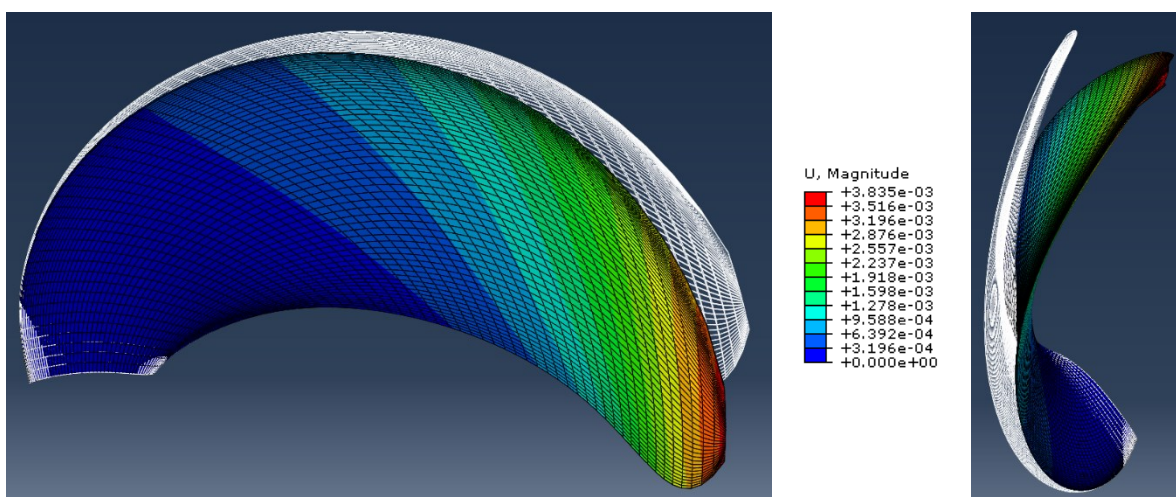 U, Magnitude
+3.835e-03
+3.516e-03
+3.196e-03
+2.876e-03
+2.557e-03
+2.237e-03
+1.918e-03
+1.598e-03
+1.278e-03
+9.588e-04
+6.392e-04
+3.196e-04
+0.000e+00